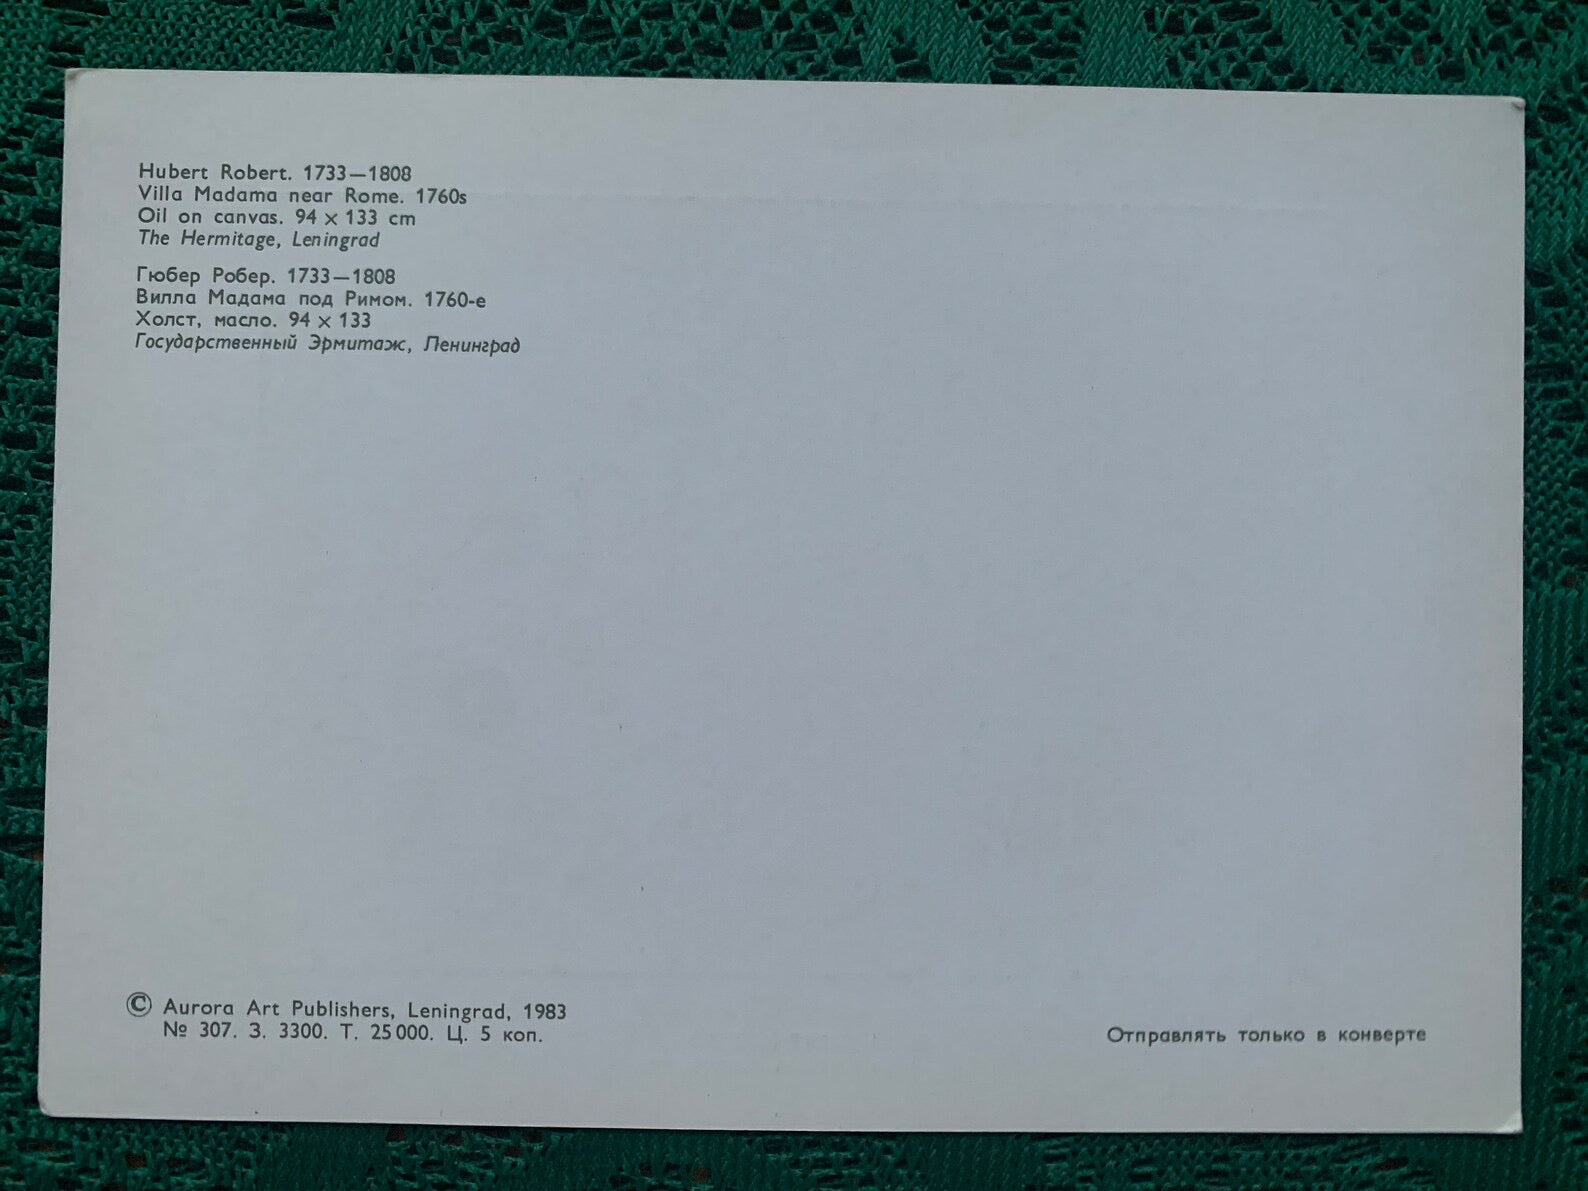 Hubert Robert. 1733—1808
Villa Madama near Rome. 1760s
Oil on canvas. 94 × 133 cm
The Hermitage, Leningrad
Гюбер Робер. 1733—1808
Вилла Мадама под Римом. 1760-е
Холст, масло. 94 × 133
Государственный Эрмитаж, Ленинград
© Aurora Art Publishers, Leningrad, 1983
№ 307. З. 3300. Т. 25 000. Ц. 5 коп.
Отправлять только в конверте